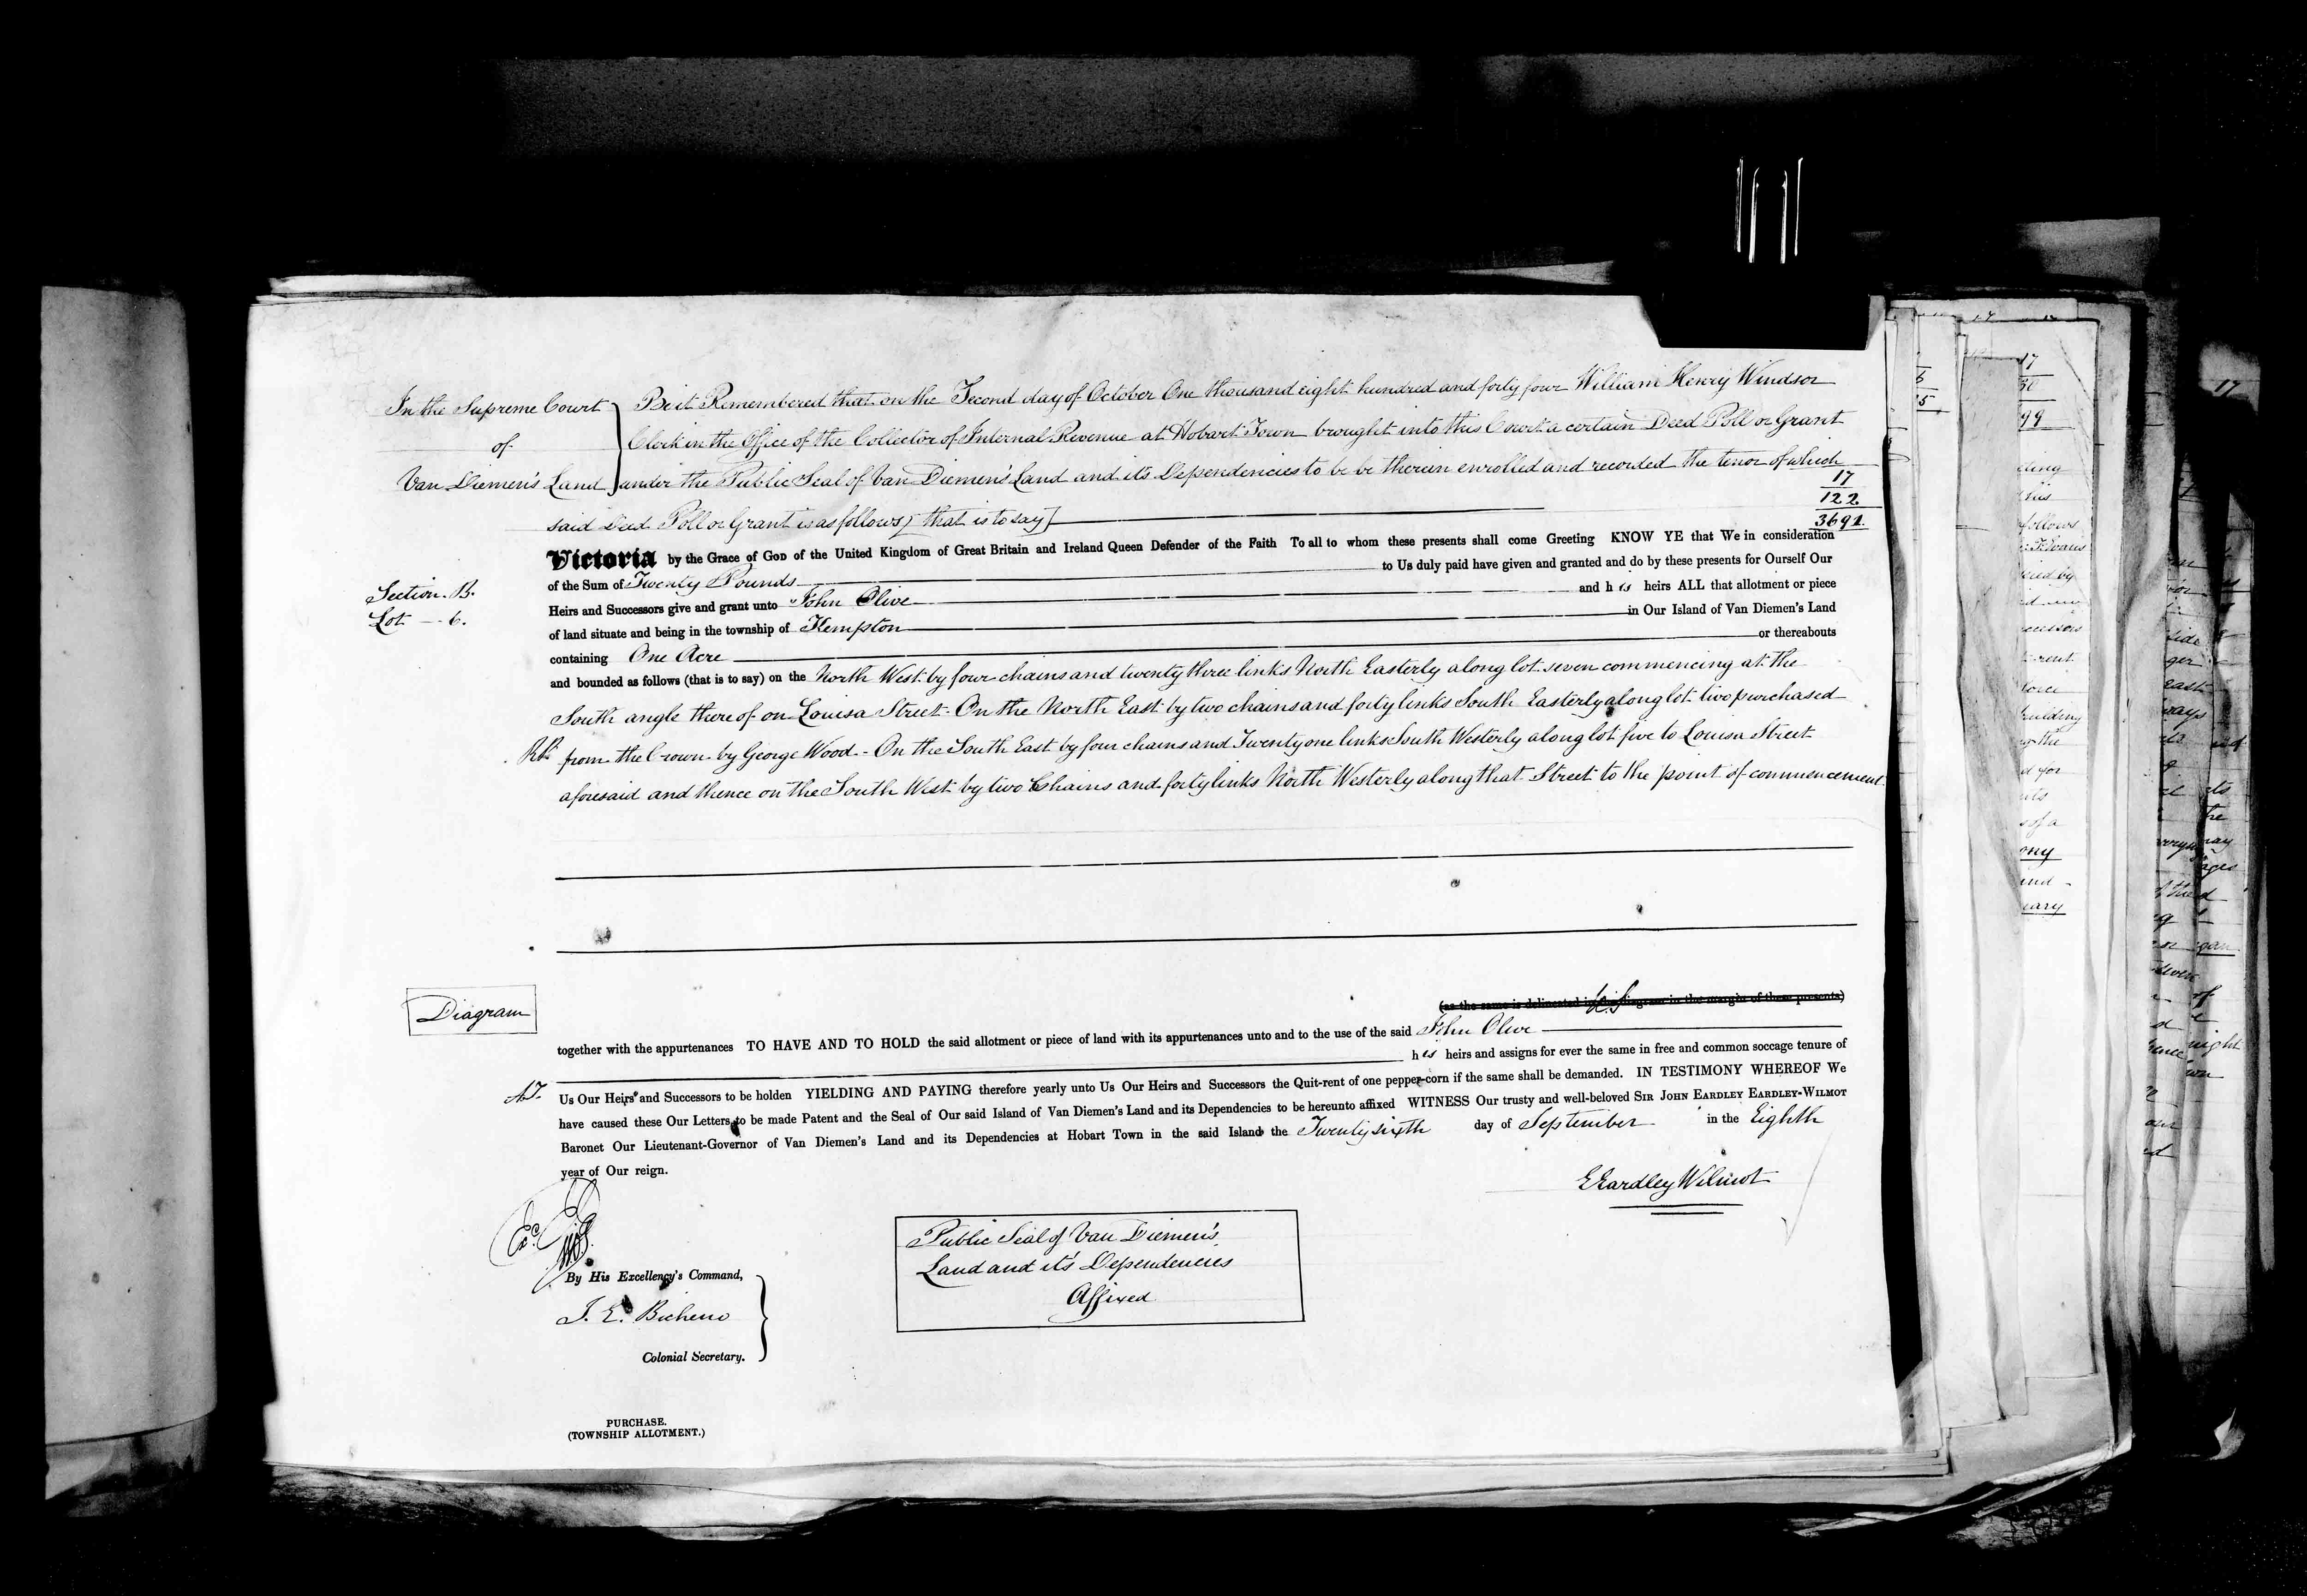 In the Supreme Court
of
Van Diemen's Land
Be it Remembered that on the Second day of October One thousand eight hundred and forty four William Henry Windsor
Clerk in the Office of the Collector of Internal Revenue at Hobart Town brought into this Court a certain Deed Poll or Grant
under the Public Seal of Van Diemen's Land and it's Dependencies to be be therein enrolled and recorded the tenor of which
said Deed Poll or Grant is as follows [that is to say]
17
122
3691.
Section B.
Lot — 6.
Victoria by the Grace of GOD of the United Kingdom of Great Britain and Ireland Queen Defender of the Faith To all to whom these presents shall come Greeting KNOW YE that We in consideration
of the Sum of Twenty Pounds to Us duly paid have given and granted and do by these presents for Ourself Our
Heirs and Successors give and grant unto John Olive and his heirs ALL that allotment or piece
of land situate and being in the township of Kempton in Our Island of Van Diemen's Land
containing One Acre or thereabouts
and bounded as follows (that is to say) on the North West by four chains and twenty three links North Easterly along lot seven commencing at the
South angle thereof on Louisa Street. On the North East by two chains and forty links South Easterly along lot two purchased
from the Crown by George Wood - On the South East by four chains and Twenty one links South Westerly along lot five to Louisa Street
aforesaid and thence on the South West by two Chains and forty links North Westerly along that Street to the point of commencement.
Diagram
(as the same is delineated in the diagram in the margin of these presents)
together with the appurtenances TO HAVE AND TO HOLD the said allotment or piece of land with its appurtenances unto and to the use of the said John Olive
his heirs and assigns for ever the same in free and common soccage tenure of
Us Our Heirs and Successors to be holden YIELDING AND PAYING therefore yearly unto Us Our Heirs and Successors the Quit-rent of one pepper-corn if the same shall be demanded. IN TESTIMONY WHEREOF We
have caused these Our Letters to be made Patent and the Seal of Our said Island of Van Diemen's Land and its Dependencies to be hereunto affixed WITNESS Our trusty and well-beloved SIR JOHN EARDLEY EARDLEY-WILMOT
Baronet Our Lieutenant-Governor of Van Diemen's Land and its Dependencies at Hobart Town in the said Island the Twenty sixth day of September in the Eighth
year of Our reign.
E Eardley Wilmot
Public Seal of Van Diemen's
Land and it's Dependencies
Affixed
By His Excellency's Command,
J. E. Bicheno
Colonial Secretary.
PURCHASE.
(TOWNSHIP ALLOTMENT.)